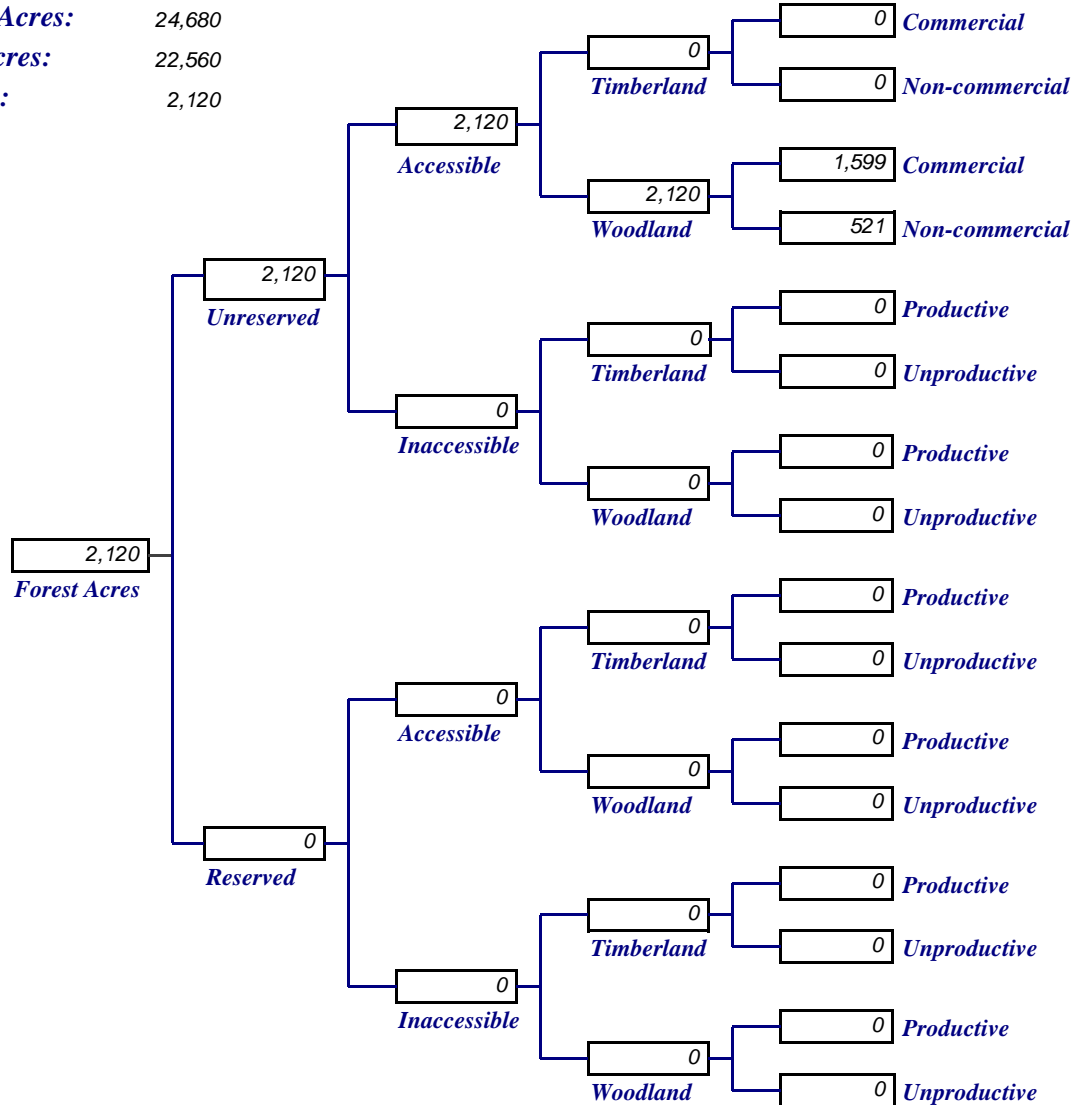 Acres: 24,680
cres: 22,560
: 2,120
0 Commercial
0
Timberland
0 Non-commercial
2,120
Accessible
1,599 Commercial
2,120
Woodland
521 Non-commercial
2,120
Unreserved
0 Productive
0
Timberland
0 Unproductive
0
Inaccessible
0 Productive
0
Woodland
0 Unproductive
2,120
Forest Acres
0 Productive
0
Timberland
0 Unproductive
0
Accessible
0 Productive
0
Woodland
0 Unproductive
0
Reserved
0 Productive
0
Timberland
0 Unproductive
0
Inaccessible
0 Productive
0
Woodland
0 Unproductive